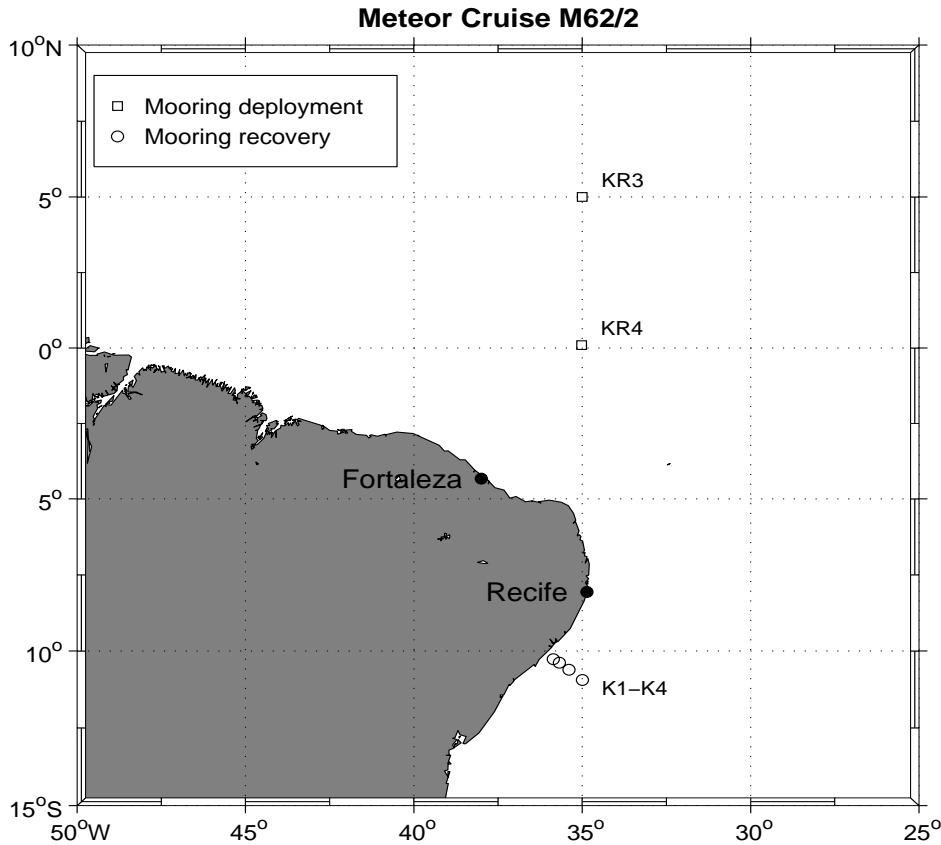 Meteor Cruise M62/2
10°N
Mooring deployment
Mooring recovery
KR3
5°
KR4
0°
Fortaleza
5°
Recife
10°
K1–K4
15°S
50°W 45° 40° 35° 30° 25°